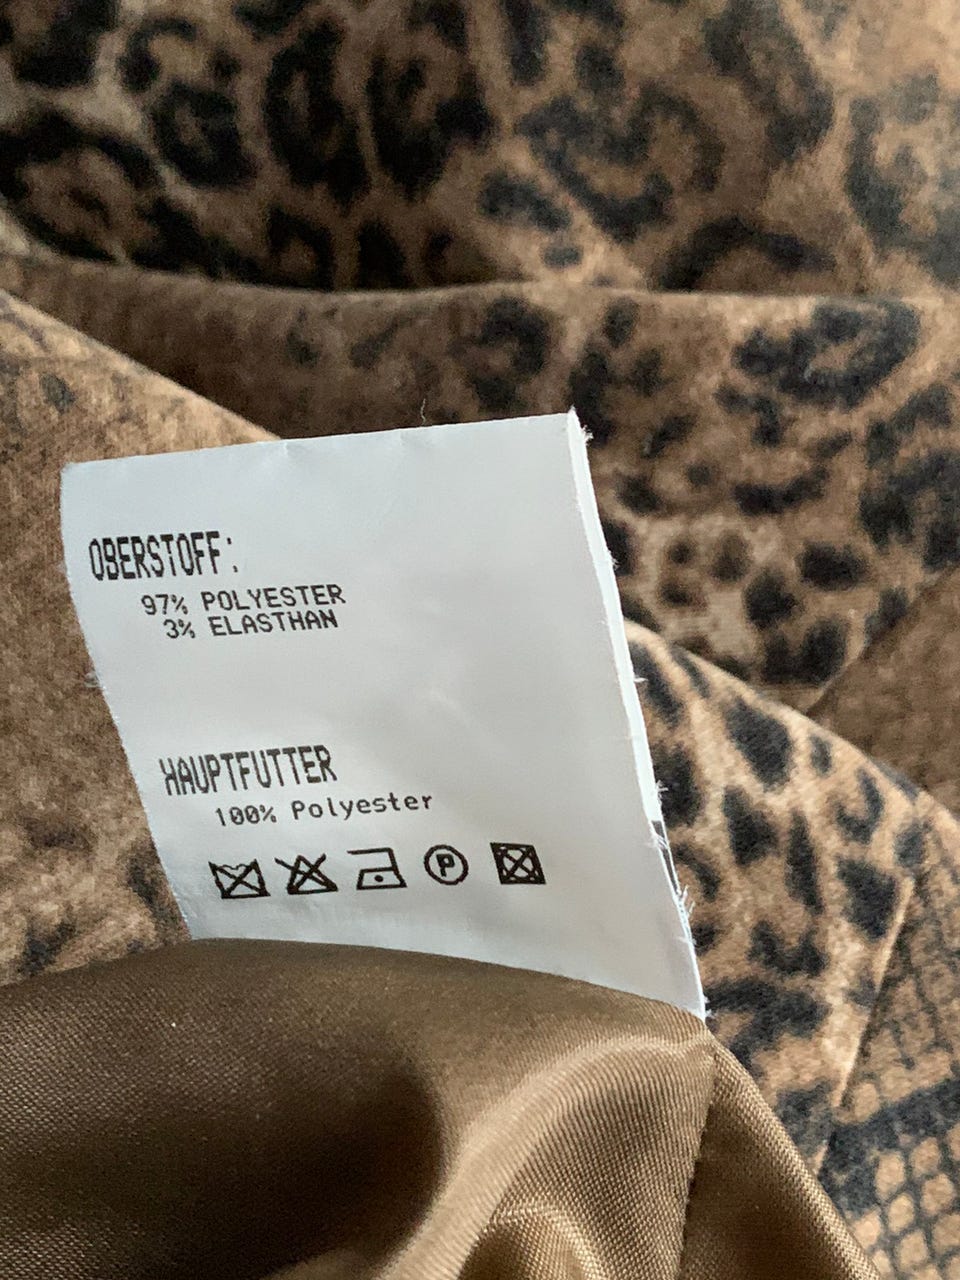 OBERSTOFF:
97% POLYESTER
3% ELASTHAN
HAUPTFUTTER
100% Polyester
P